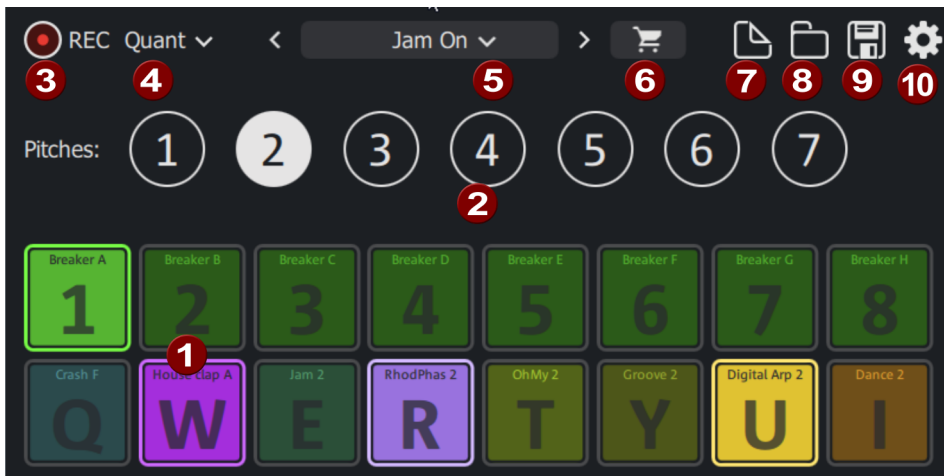 REC Quant Jam On
3 4 5 6 7 8 9 10
Pitches: 1 2 3 4 5 6 7
2
Breaker A Breaker B Breaker C Breaker D Breaker E Breaker F Breaker G Breaker H
1 2 3 4 5 6 7 8
1
Crash F House clap A Jam 2 RhodPhas 2 OhMy 2 Groove 2 Digital Arp 2 Dance 2
Q W E R T Y U I